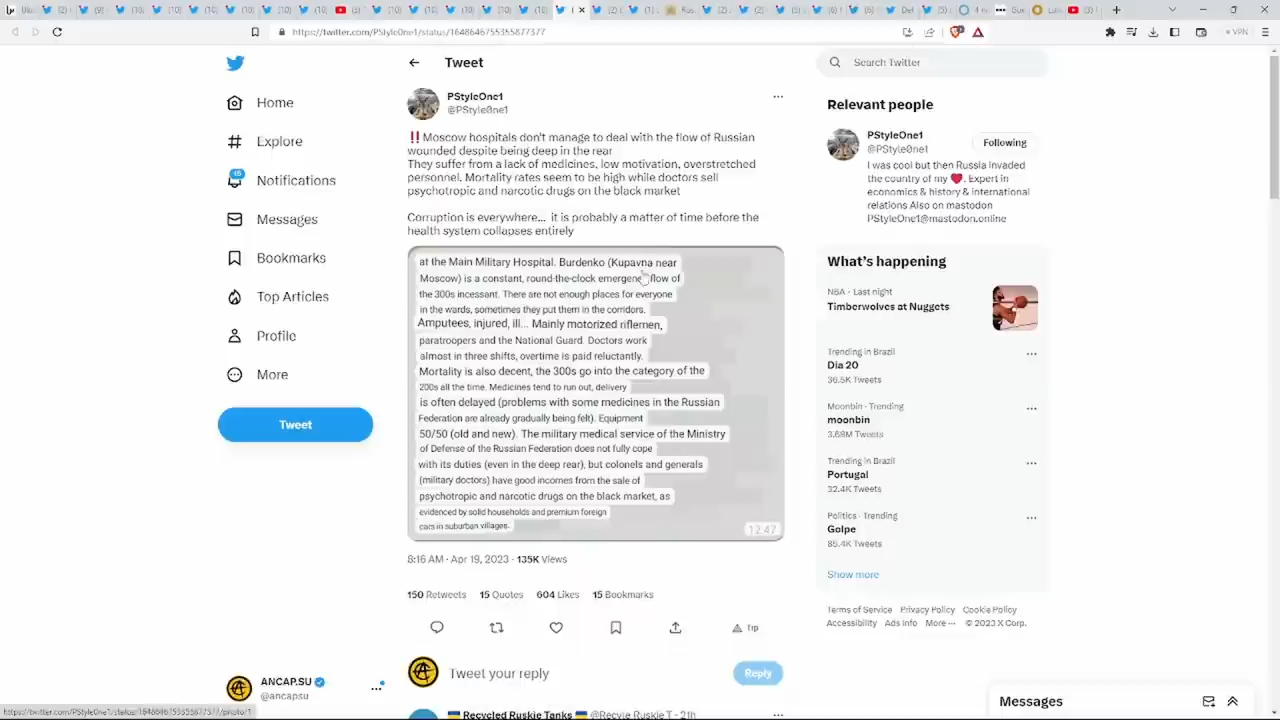 https://twitter.com/PStyle0ne1/status/1648646755355877377
VPN
Home
Explore
15
Notifications
Messages
Bookmarks
Top Articles
Profile
More
Tweet
ANCAP.SU
@ancapsu
Tweet
PStyleOne1
@PStyle0ne1
‼️Moscow hospitals don't manage to deal with the flow of Russian
wounded despite being deep in the rear
They suffer from a lack of medicines, low motivation, overstretched
personnel. Mortality rates seem to be high while doctors sell
psychotropic and narcotic drugs on the black market
Corruption is everywhere... it is probably a matter of time before the
health system collapses entirely
at the Main Military Hospital. Burdenko (Kupavna near
Moscow) is a constant, round-the-clock emergency flow of
the 300s incessant. There are not enough places for everyone
in the wards, sometimes they put them in the corridors.
Amputees, injured, ill... Mainly motorized riflemen,
paratroopers and the National Guard. Doctors work
almost in three shifts, overtime is paid reluctantly.
Mortality is also decent, the 300s go into the category of the
200s all the time. Medicines tend to run out, delivery
is often delayed (problems with some medicines in the Russian
Federation are already gradually being felt). Equipment
50/50 (old and new). The military medical service of the Ministry
of Defense of the Russian Federation does not fully cope
with its duties (even in the deep rear), but colonels and generals
(military doctors) have good incomes from the sale of
psychotropic and narcotic drugs on the black market, as
evidenced by solid households and premium foreign
cars in suburban villages.
12:47
8:16 AM · Apr 19, 2023 · 135K Views
150 Retweets 15 Quotes 604 Likes 15 Bookmarks
Tip
Tweet your reply
Reply
Recycled Ruskie Tanks @Recycle_Ruskie_T · 21h
Search Twitter
Relevant people
PStyleOne1
@PStyle0ne1
Following
I was cool but then Russia invaded
the country of my ❤️. Expert in
economics & history & international
relations Also on mastodon
PStyleOne1@mastodon.online
What's happening
NBA · Last night
Timberwolves at Nuggets
Trending in Brazil
Dia 20
36.5K Tweets
Moonbin · Trending
moonbin
3.68M Tweets
Trending in Brazil
Portugal
32.4K Tweets
Politics · Trending
Golpe
85.4K Tweets
Show more
Terms of Service Privacy Policy Cookie Policy
Accessibility Ads info More ··· © 2023 X Corp.
Messages
https://twitter.com/PStyle0ne1/status/1648646755355877377/photo/1